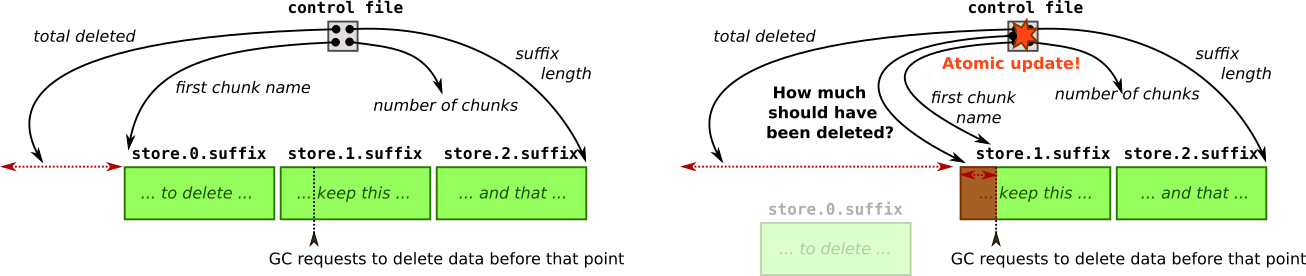 control file
total deleted
suffix
length
first chunk name
number of chunks
store.0.suffix
store.1.suffix
store.2.suffix
... to delete ...
... keep this ...
... and that ...
GC requests to delete data before that point
control file
total deleted
Atomic update!
suffix
length
How much
should have
been deleted?
first chunk
name
number of chunks
store.1.suffix
store.2.suffix
... keep this ...
... and that ...
store.0.suffix
... to delete ...
GC requests to delete data before that point